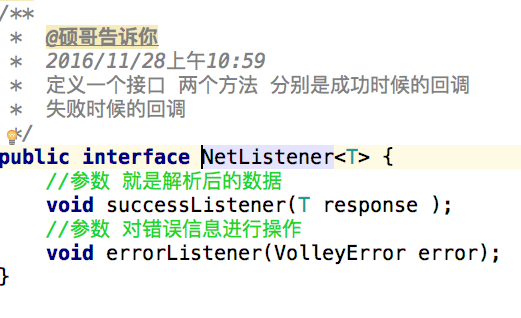 /**
* @硕哥告诉你
* 2016/11/28上午10:59
* 定义一个接口 两个方法 分别是成功时候的回调
* 失败时候的回调
*/
public interface NetListener<T> {
//参数 就是解析后的数据
void successListener(T response );
//参数 对错误信息进行操作
void errorListener(VolleyError error);
}